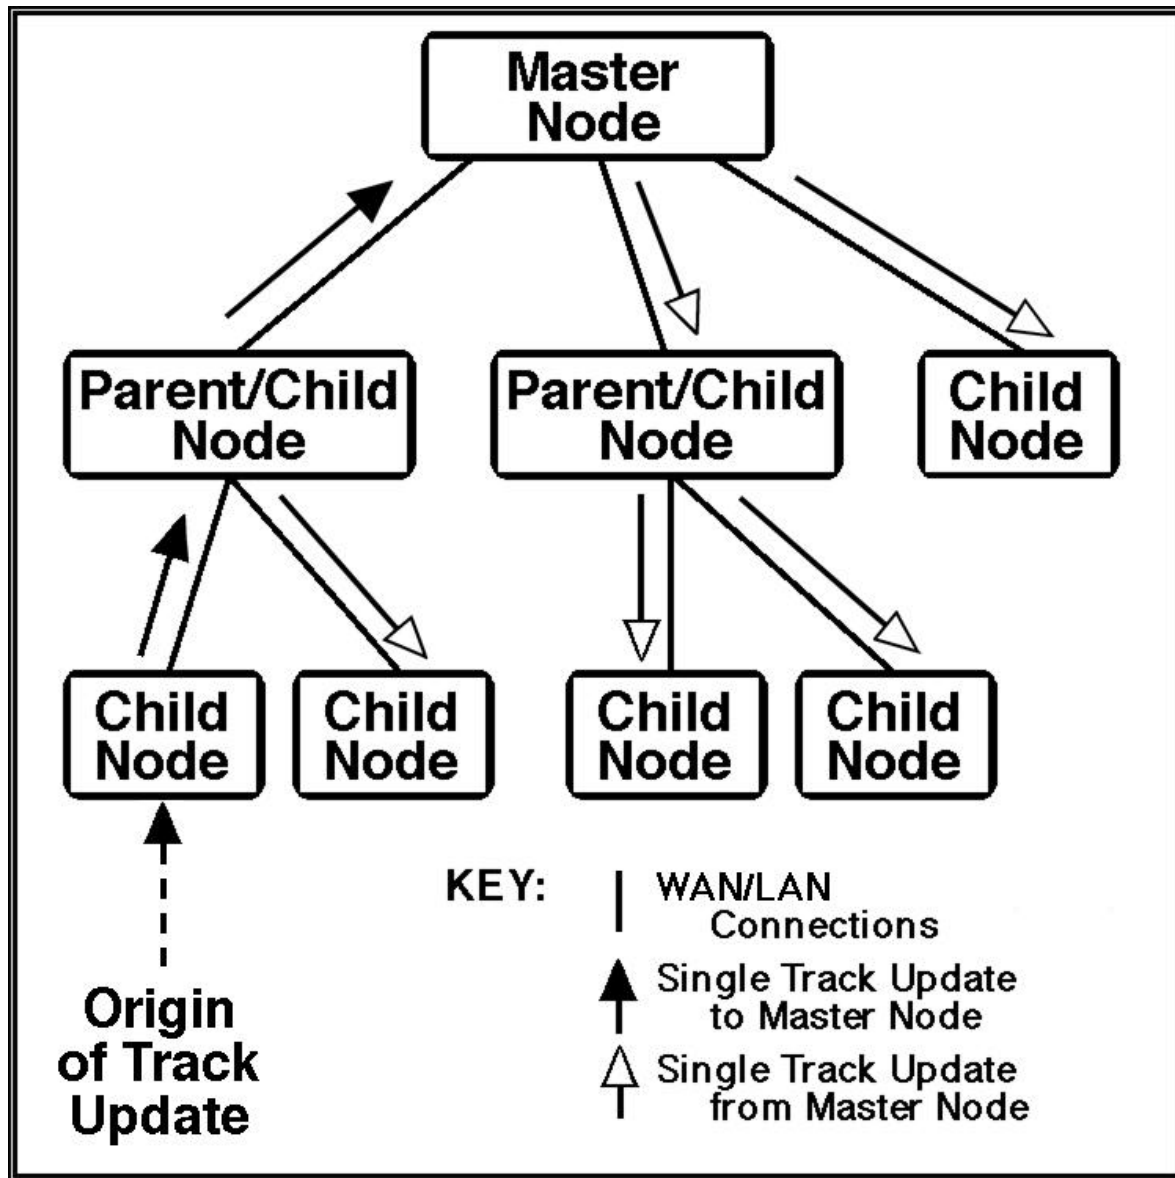 Master
Node
Parent/Child
Node
Parent/Child
Node
Child
Node
Child
Node
Child
Node
Child
Node
Child
Node
Origin
of Track
Update
KEY:
WAN/LAN
Connections
Single Track Update
to Master Node
Single Track Update
from Master Node